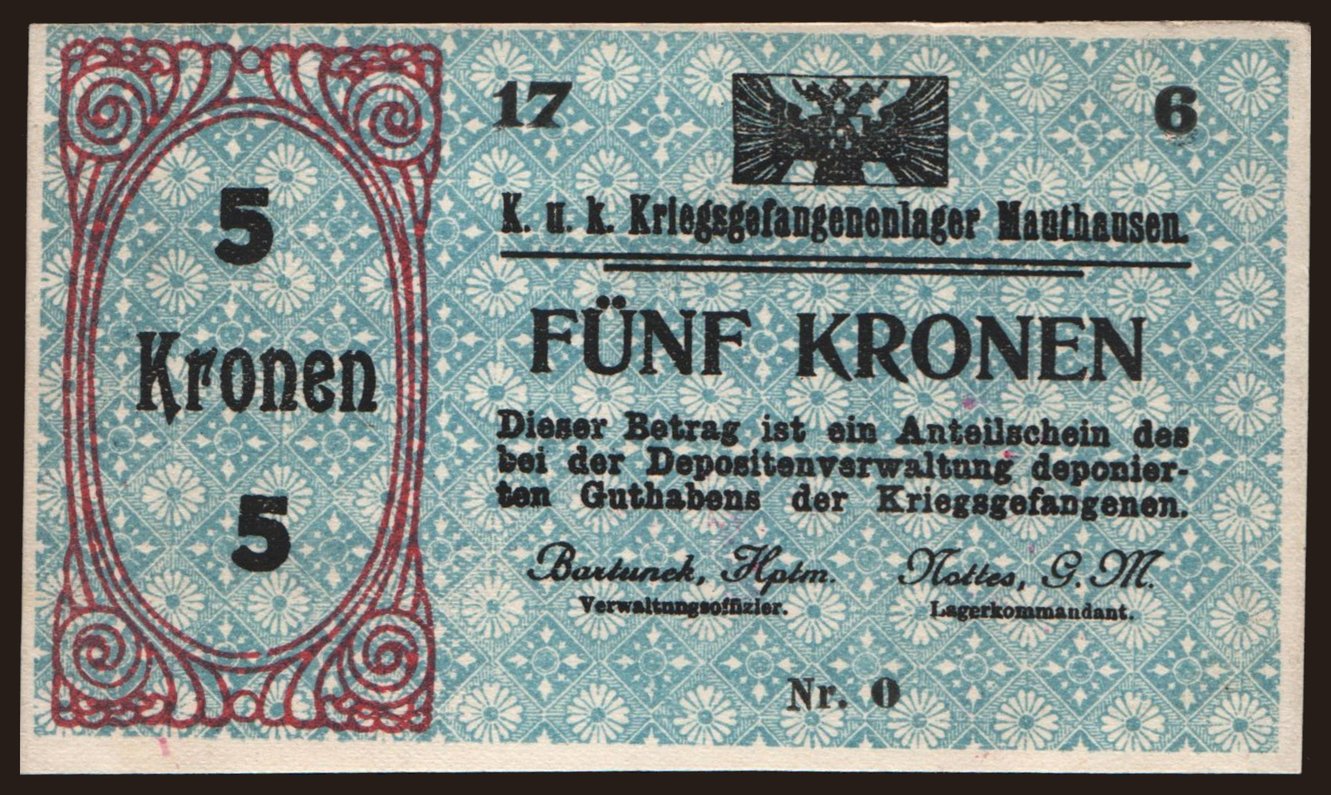 17 6
K. u. k. Kriegsgefangenenlager Mauthausen.
FÜNF KRONEN
5
Kronen
5
Dieser Betrag ist ein Anteilschein des
bei der Depositenverwaltung deponier-
ten Guthabens der Kriegsgefangenen.
Bartunek, Hptm. Nottes, G. M.
Verwaltungsoffizier. Lagerkommandant.
Nr. 0